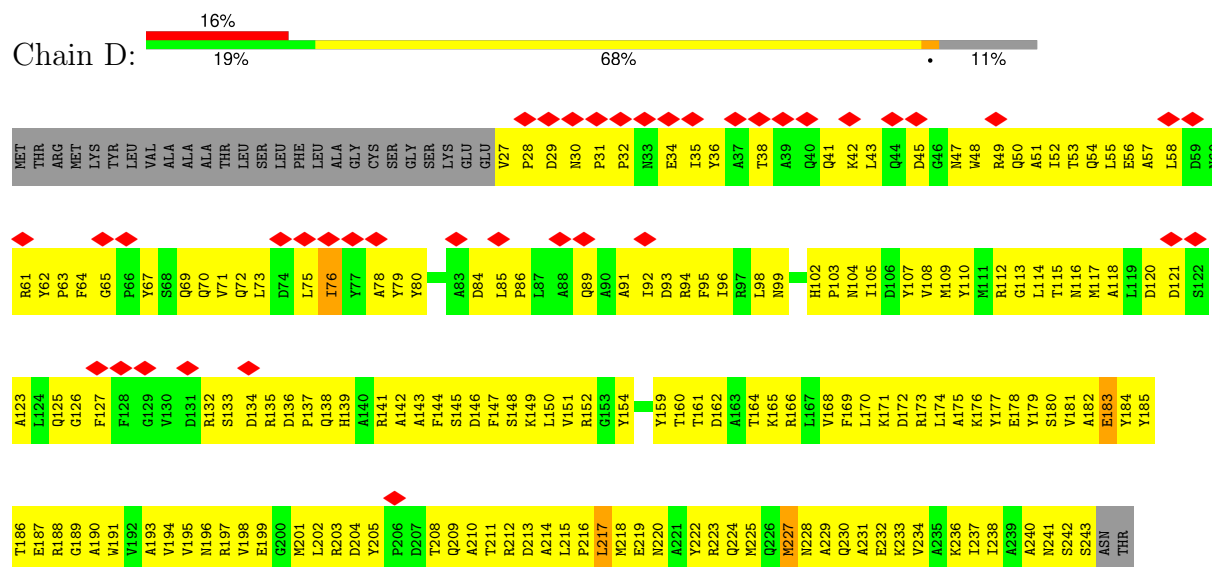 Chain D:
16%
19% 68% • 11%
MET THR ARG MET LYS TYR LEU VAL ALA ALA ALA THR LEU SER LEU PHE LEU ALA GLY CYS SER GLY SER LYS GLU GLU V27 P28 D29 N30 P31 P32 N33 E34 I35 Y36 A37 T38 A39 Q40 Q41 K42 L43 Q44 D45 G46 N47 W48 R49 Q50 A51 I52 T53 Q54 L55 E56 A57 L58 D59 N60
R61 Y62 P63 F64 G65 P66 Y67 S68 Q69 Q70 V71 Q72 L73 D74 L75 I76 Y77 A78 Y79 Y80 A83 D84 L85 P86 L87 A88 Q89 A90 A91 I92 D93 R94 F95 I96 R97 L98 N99 H102 P103 N104 I105 D106 Y107 V108 M109 Y110 M111 R112 G113 L114 T115 N116 M117 A118 L119 D120 D121 S122
A123 L124 Q125 G126 F127 F128 G129 V130 D131 R132 S133 D134 R135 D136 P137 Q138 H139 A140 R141 A142 A143 F144 S145 D146 F147 S148 K149 L150 V151 R152 G153 Y154 Y159 T160 T161 D162 A163 T164 K165 R166 L167 V168 F169 L170 K171 D172 R173 L174 A175 K176 Y177 E178 Y179 S180 V181 A182 E183 Y184 Y185
T186 E187 R188 G189 A190 W191 V192 A193 V194 V195 N196 R197 V198 E199 G200 M201 L202 R203 D204 Y205 P206 D207 T208 Q209 A210 T211 R212 D213 A214 L215 P216 L217 M218 E219 N220 A221 Y222 R223 Q224 M225 Q226 M227 N228 A229 Q230 A231 E232 K233 V234 A235 K236 I237 I238 A239 A240 N241 S242 S243 ASN THR